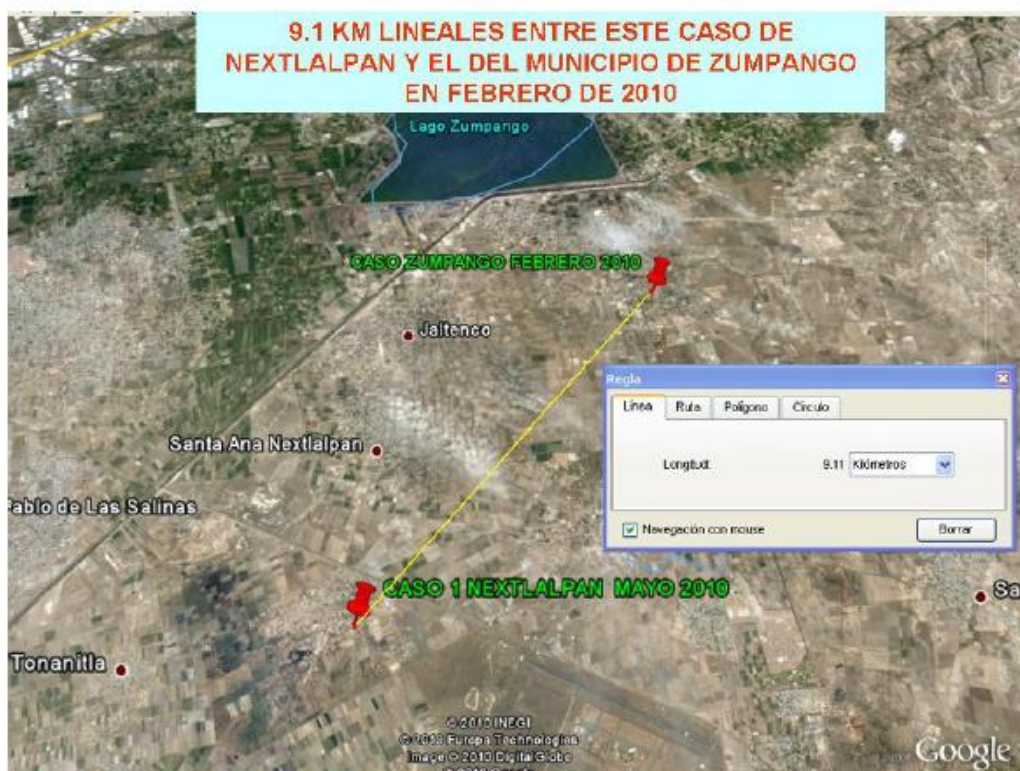 9.1 KM LINEALES ENTRE ESTE CASO DE
NEXTLALPAN Y EL DEL MUNICIPIO DE ZUMPANGO
EN FEBRERO DE 2010
Lago Zumpango
CASO ZUMPANGO FEBRERO 2010
Jaltenco
Regla
Línea Ruta Polígono Círculo
Santa Ana Nextlalpan
Longitud: 9.11 Kilómetros
Pablo de Las Salinas
Navegación con mouse Borrar
CASO 1 NEXTLALPAN MAYO 2010
Sa
Tonanitla
© 2010 INEGI
© 2010 Europa Technologies
Image © 2010 DigitalGlobe
Google